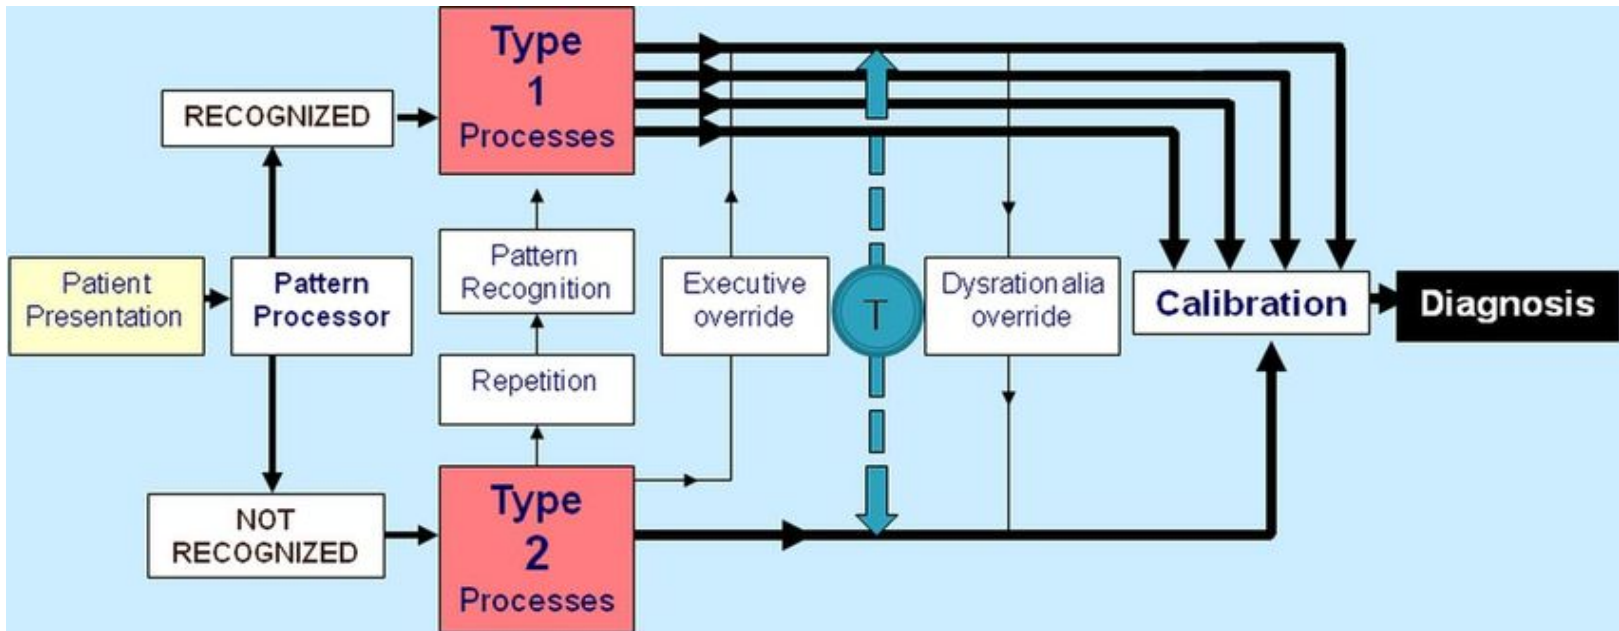 Type
1
Processes
RECOGNIZED
Patient
Presentation
Pattern
Processor
Pattern
Recognition
Repetition
Executive
override
T
Dysrationalia
override
Calibration
Diagnosis
NOT
RECOGNIZED
Type
2
Processes